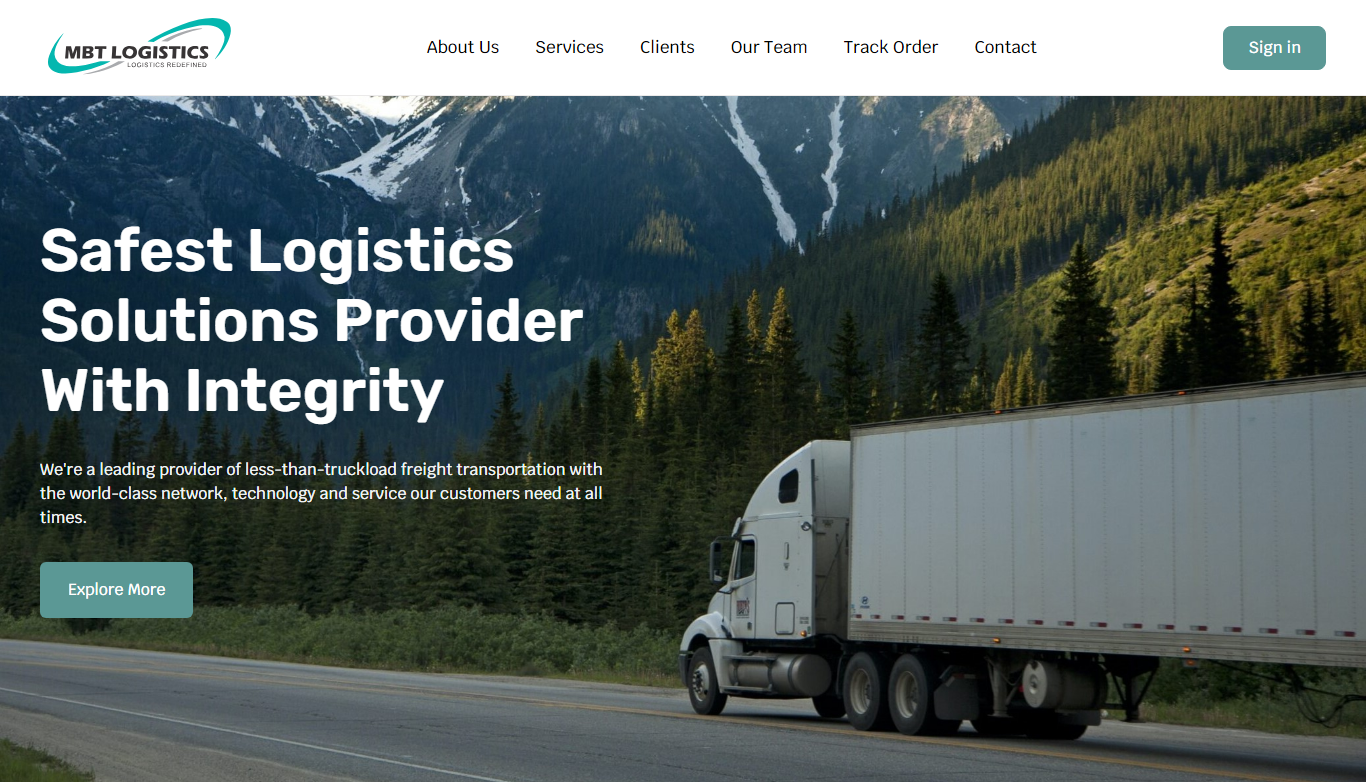 MBT LOGISTICS
LOGISTICS REDEFINED
About Us
Services
Clients
Our Team
Track Order
Contact
Sign in
Safest Logistics
Solutions Provider
With Integrity
We're a leading provider of less-than-truckload freight transportation with
the world-class network, technology and service our customers need at all
times.
Explore More